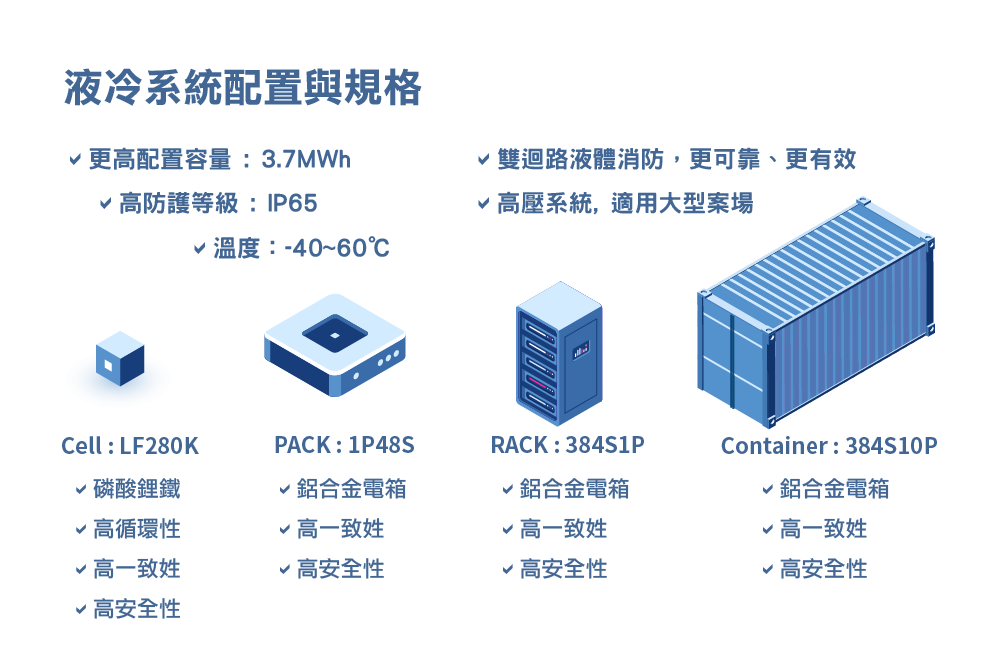 液冷系統配置與規格
更高配置容量 : 3.7MWh
高防護等級 : IP65
溫度：-40~60℃
雙迴路液體消防，更可靠、更有效
高壓系統, 適用大型案場
Cell : LF280K
磷酸鋰鐵
高循環性
高一致姓
高安全性
PACK : 1P48S
鋁合金電箱
高一致姓
高安全性
RACK : 384S1P
鋁合金電箱
高一致姓
高安全性
Container : 384S10P
鋁合金電箱
高一致姓
高安全性